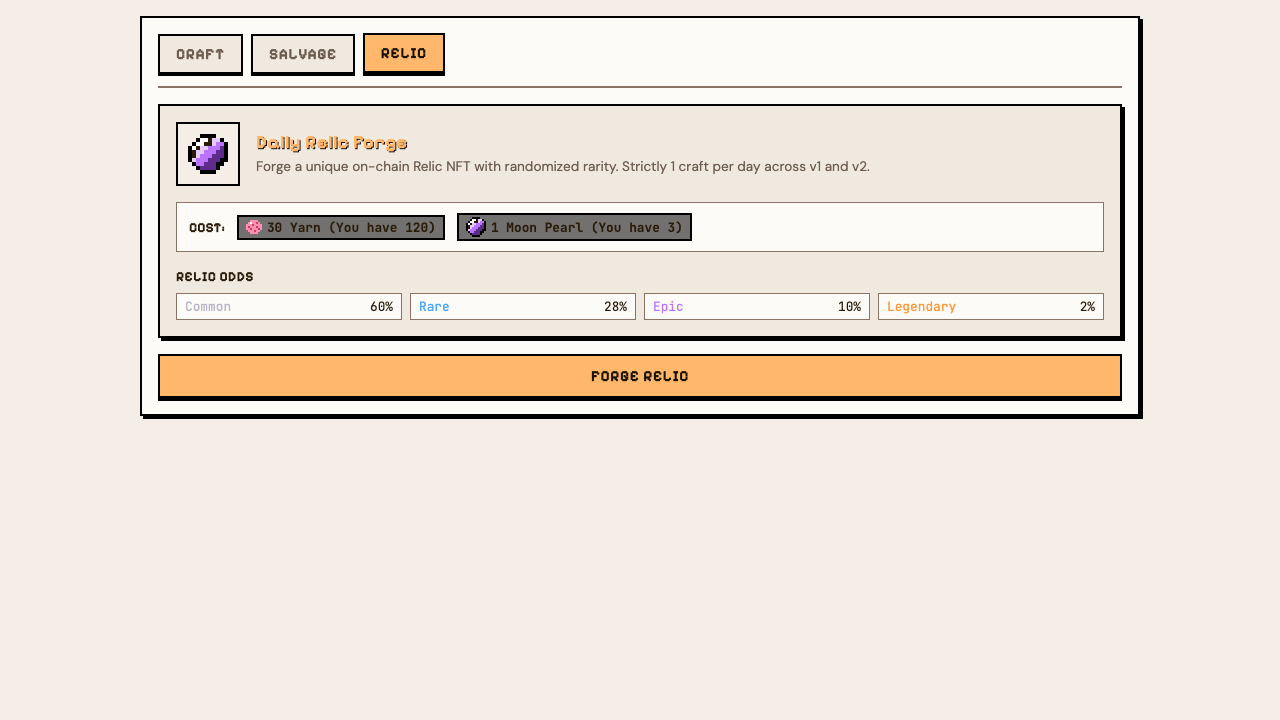 CRAFT SALVAGE RELIC
Daily Relic Forge
Forge a unique on-chain Relic NFT with randomized rarity. Strictly 1 craft per day across v1 and v2.
COST: 30 Yarn (You have 120) 1 Moon Pearl (You have 3)
RELIC ODDS
Common 60% Rare 28% Epic 10% Legendary 2%
FORGE RELIC